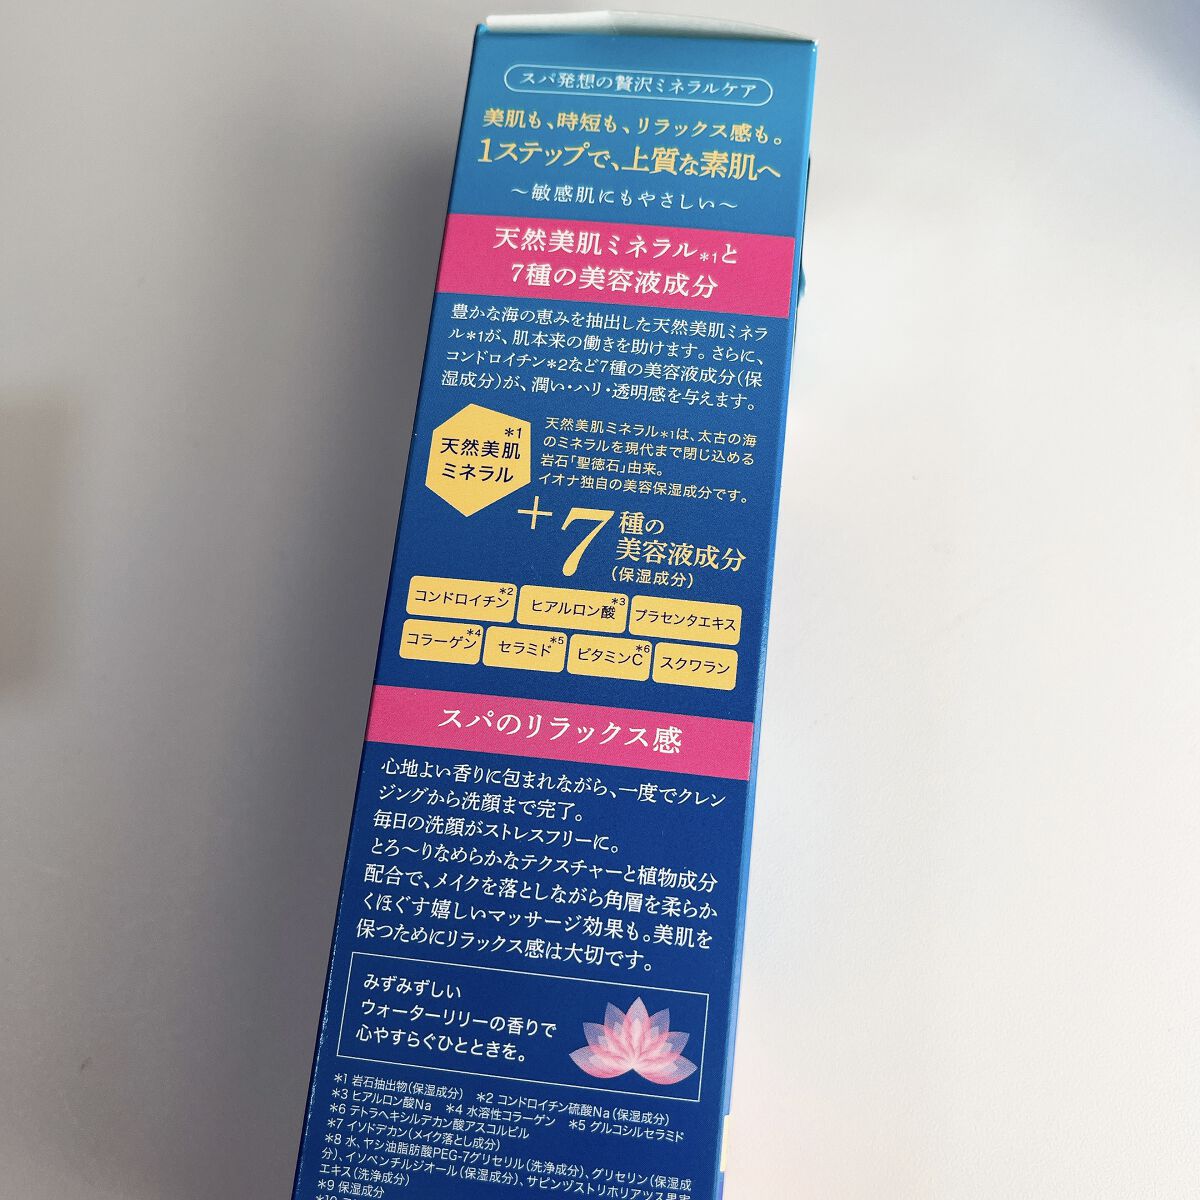 スパ発想の贅沢ミネラルケア
美肌も、時短も、リラックス感も。
1ステップで、上質な素肌へ
～敏感肌にもやさしい～
天然美肌ミネラル*1と
7種の美容液成分
豊かな海の恵みを抽出した天然美肌ミネラ
ル*1が、肌本来の働きを助けます。さらに、
コンドロイチン*2など7種の美容液成分(保
湿成分)が、潤い・ハリ・透明感を与えます。
*1
天然美肌
ミネラル
天然美肌ミネラル*1は、太古の海
のミネラルを現代まで閉じ込める
岩石「聖徳石」由来。
イオナ独自の美容保湿成分です。
+7種の
美容液成分
(保湿成分)
コンドロイチン*2 ヒアルロン酸*3 プラセンタエキス
コラーゲン*4 セラミド*5 ビタミンC*6 スクワラン
スパのリラックス感
心地よい香りに包まれながら、一度でクレン
ジングから洗顔まで完了。
毎日の洗顔がストレスフリーに。
とろ～りなめらかなテクスチャーと植物成分
配合で、メイクを落としながら角層を柔らか
くほぐす嬉しいマッサージ効果も。美肌を
保つためにリラックス感は大切です。
みずみずしい
ウォーターリリーの香りで
心やすらぐひとときを。
*1 岩石抽出物(保湿成分) *2 コンドロイチン硫酸Na(保湿成分)
*3 ヒアルロン酸Na *4 水溶性コラーゲン *5 グルコシルセラミド
*6 テトラヘキシルデカン酸アスコルビル
*7 イソドデカン(メイク落とし成分)
*8 水、ヤシ油脂肪酸PEG-7グリセリル(洗浄成分)、グリセリン(保湿成
分)、イソペンチルジオール(保湿成分)、サピンヅストリホリアツス果実
エキス(洗浄成分)
*9 保湿成分